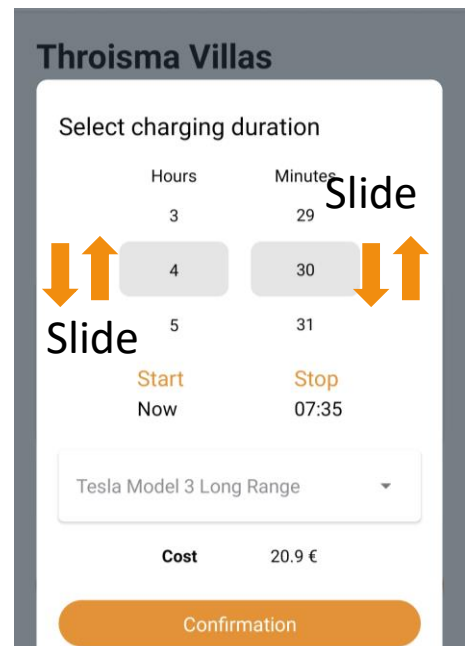 Throisma Villas
Select charging duration
Hours Minutes
Slide
3 29
4 30
5 31
Slide
Start Stop
Now 07:35
Tesla Model 3 Long Range
Cost 20.9 €
Confirmation